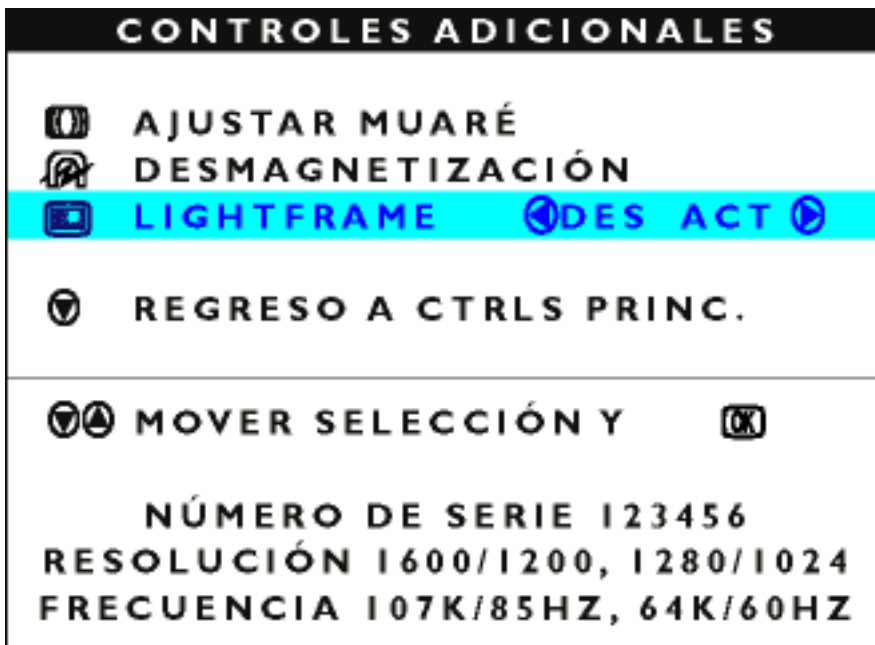 CONTROLES ADICIONALES
AJUSTAR MUARÉ
DESMAGNETIZACIÓN
LIGHTFRAME DES ACT
REGRESO A CTRLS PRINC.
MOVER SELECCIÓN Y OK
NÚMERO DE SERIE 123456
RESOLUCIÓN 1600/1200, 1280/1024
FRECUENCIA 107K/85HZ, 64K/60HZ